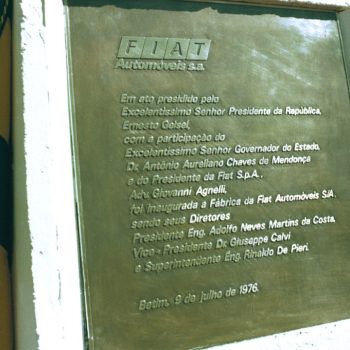 FIAT
Automóveis s.a.
Em ato presidido pelo
Excelentíssimo Senhor Presidente da República,
Ernesto Geisel,
com a participação do
Excelentíssimo Senhor Governador do Estado,
Dr. Antônio Aureliano Chaves de Mendonça
e do Presidente da Fiat S.p.A.,
Adv. Giovanni Agnelli,
foi inaugurada a Fábrica da Fiat Automóveis S/A.
sendo seus Diretores
Presidente Eng. Adolfo Neves Martins da Costa,
Vice-Presidente Dr. Giuseppe Calvi
e Superintendente Eng. Rinaldo De Pieri.
Betim, 9 de julho de 1976.